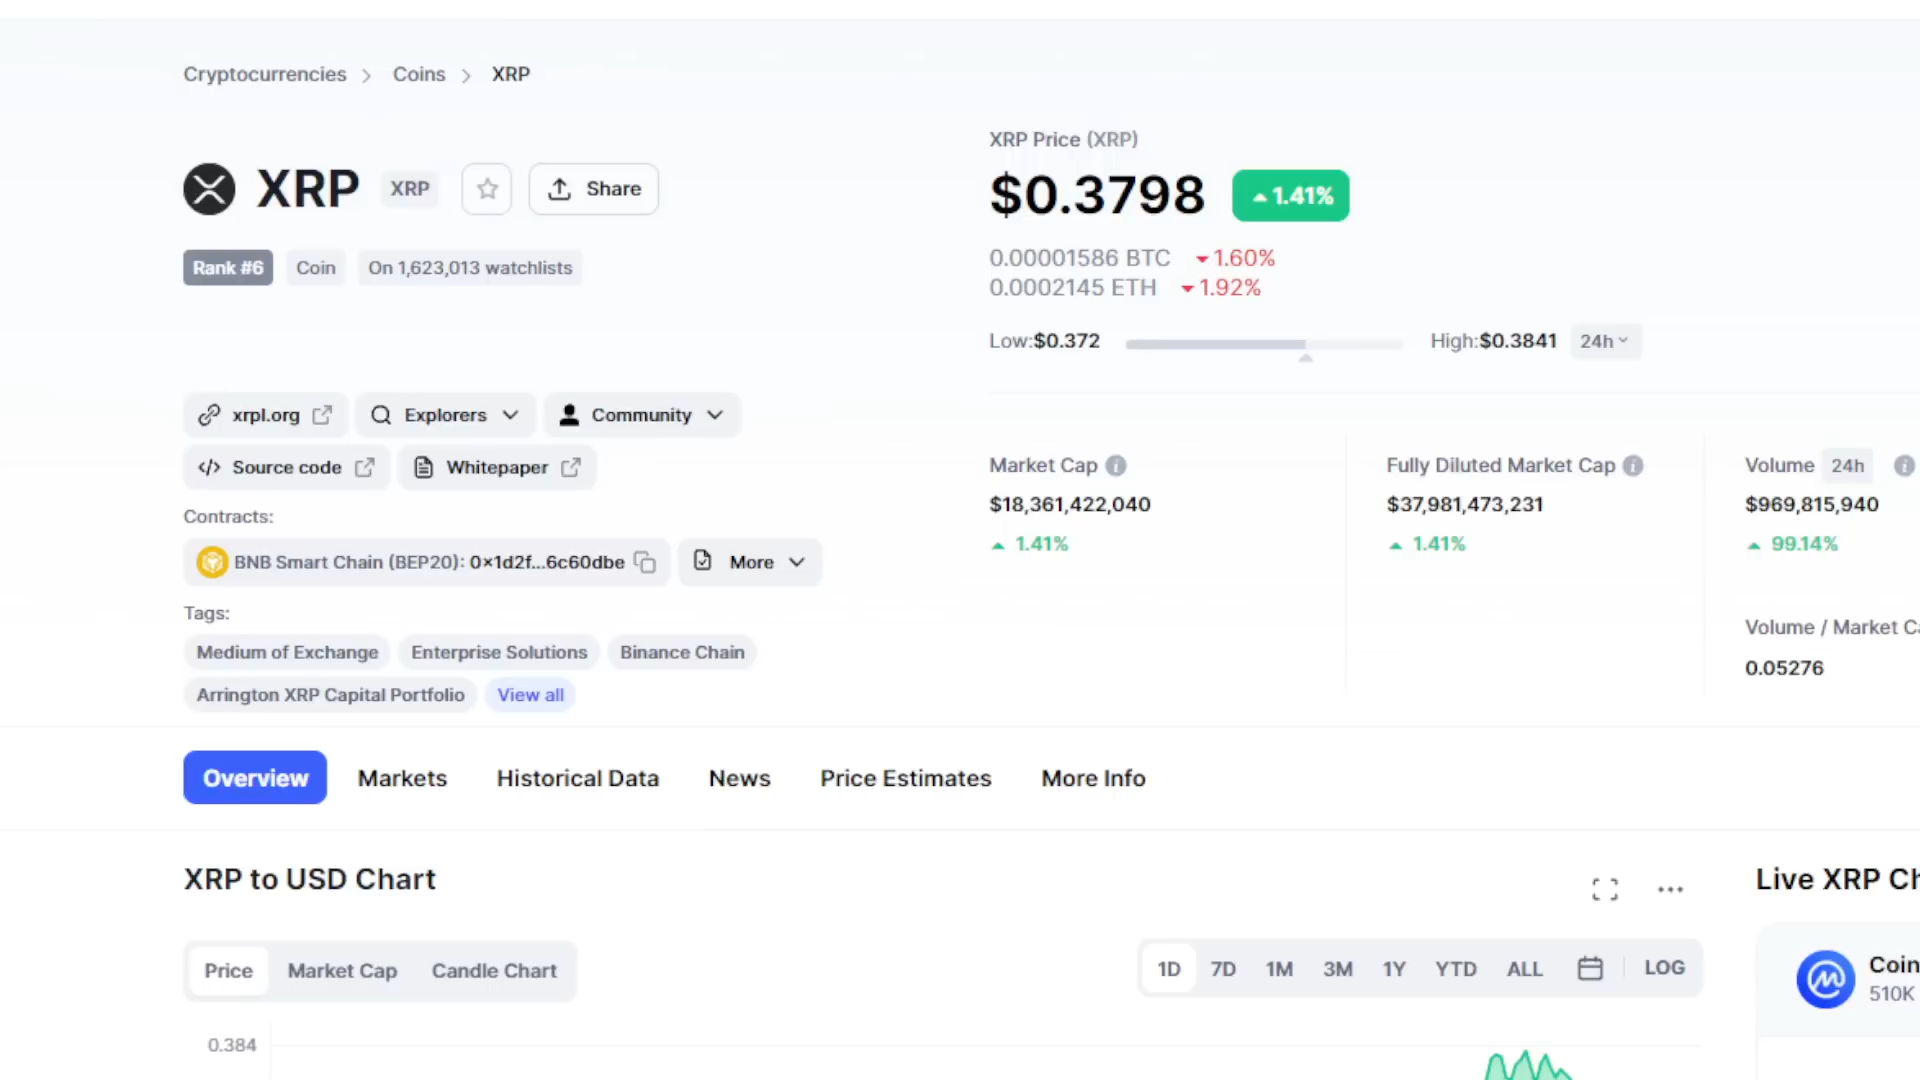 Cryptocurrencies > Coins > XRP
XRP XRP Share
Rank #6 Coin On 1,623,013 watchlists
xrpl.org Explorers Community
Source code Whitepaper
Contracts:
BNB Smart Chain (BEP20): 0x1d2f...6c60dbe More
Tags:
Medium of Exchange Enterprise Solutions Binance Chain
Arrington XRP Capital Portfolio View all
XRP Price (XRP)
$0.3798 1.41%
0.00001586 BTC 1.60%
0.0002145 ETH 1.92%
Low:$0.372 High:$0.3841 24h
Market Cap
$18,361,422,040
1.41%
Fully Diluted Market Cap
$37,981,473,231
1.41%
Volume 24h
$969,815,940
99.14%
Volume / Market
0.05276
Overview Markets Historical Data News Price Estimates More Info
XRP to USD Chart
Price Market Cap Candle Chart
1D 7D 1M 3M 1Y YTD ALL LOG
0.384
Live XRP
Coin
510K